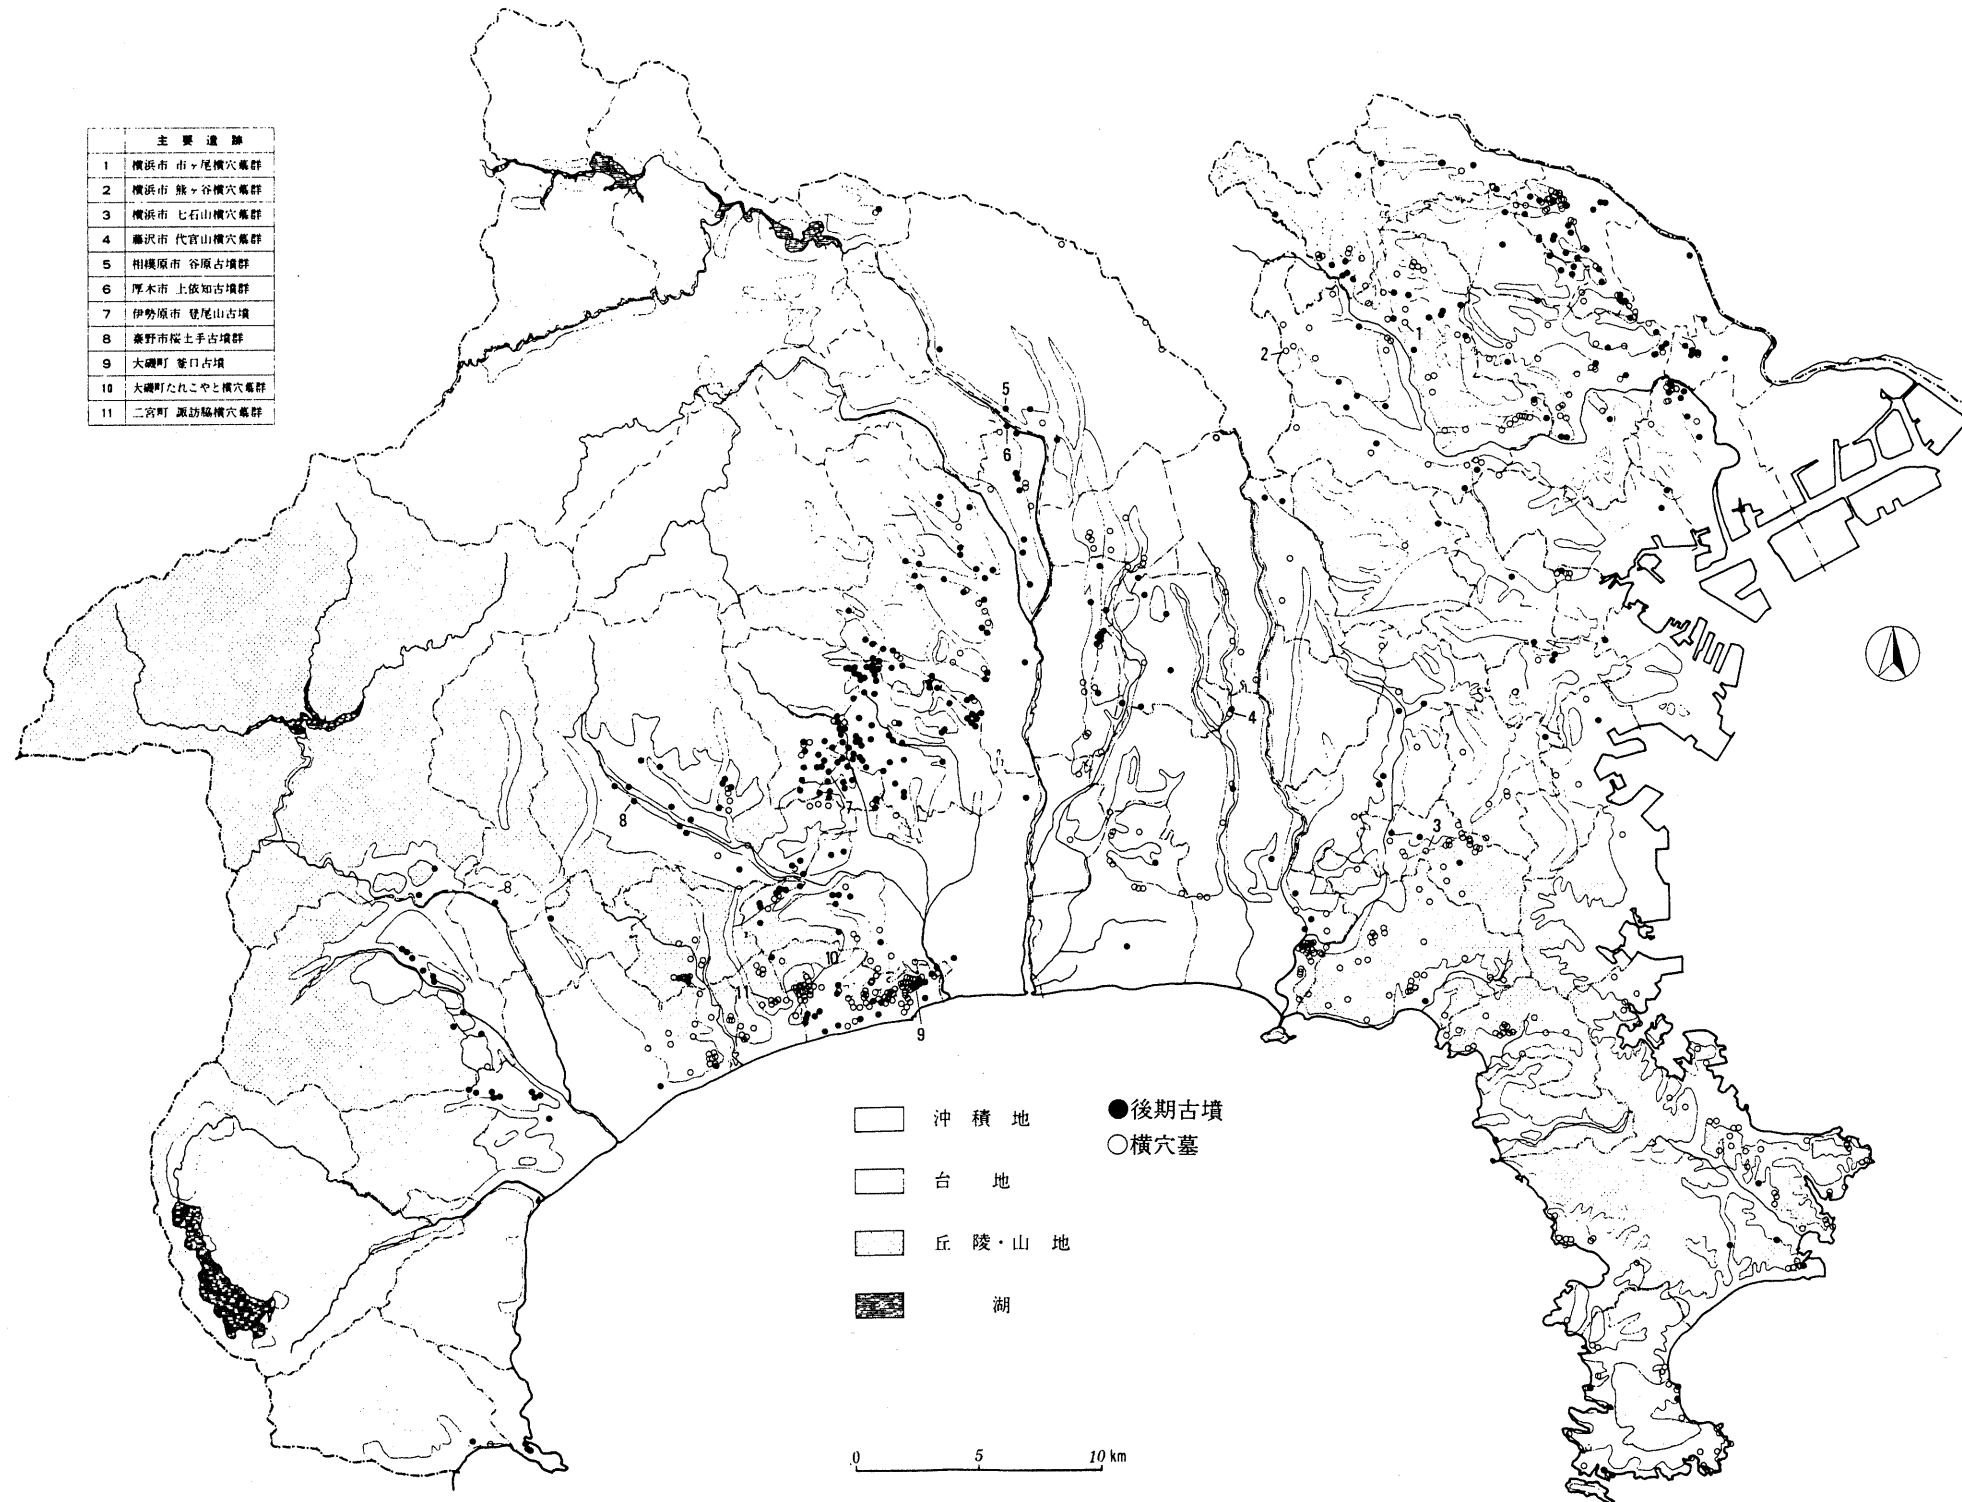 主要遺跡
1 横浜市 市ヶ尾横穴墓群
2 横浜市 熊ヶ谷横穴墓群
3 横浜市 七石山横穴墓群
4 藤沢市 代官山横穴墓群
5 相模原市 谷原古墳群
6 厚木市 上依知古墳群
7 伊勢原市 登尾山古墳
8 秦野市桜土手古墳群
9 大磯町 釜口古墳
10 大磯町たれこやと横穴墓群
11 二宮町 諏訪脇横穴墓群
1
2
5
6
4
7
8
3
10
9
●後期古墳
○横穴墓
沖積地
台地
丘陵・山地
湖
0 5 10 km